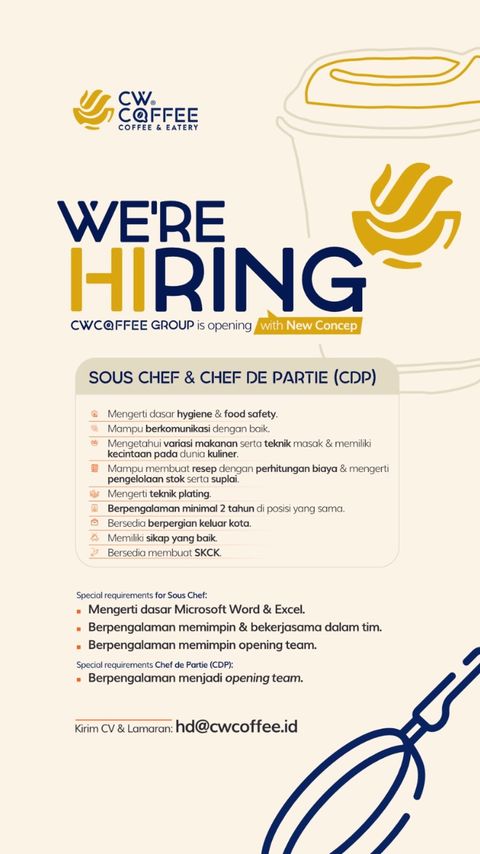 CW®
COFFEE
COFFEE & EATERY
WE'RE
HIRING
CWCOFFEE GROUP is opening with New Concep
SOUS CHEF & CHEF DE PARTIE (CDP)
Mengerti dasar hygiene & food safety.
Mampu berkomunikasi dengan baik.
Mengetahui variasi makanan serta teknik masak & memiliki
kecintaan pada dunia kuliner.
Mampu membuat resep dengan perhitungan biaya & mengerti
pengelolaan stok serta suplai.
Mengerti teknik plating.
Berpengalaman minimal 2 tahun di posisi yang sama.
Bersedia berpergian keluar kota.
Memiliki sikap yang baik.
Bersedia membuat SKCK.
Special requirements for Sous Chef:
Mengerti dasar Microsoft Word & Excel.
Berpengalaman memimpin & bekerjasama dalam tim.
Berpengalaman memimpin opening team.
Special requirements Chef de Partie (CDP):
Berpengalaman menjadi opening team.
Kirim CV & Lamaran: hd@cwcoffee.id